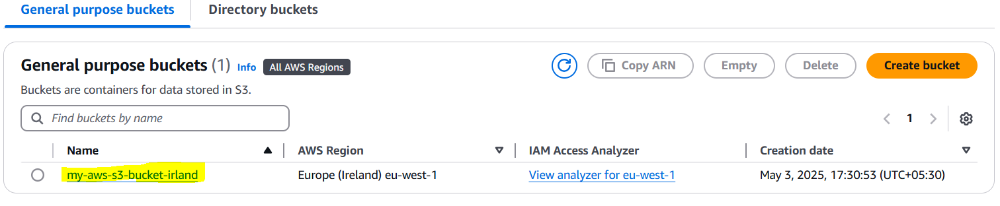 General purpose buckets Directory buckets
General purpose buckets (1) Info All AWS Regions Copy ARN Empty Delete Create bucket
Buckets are containers for data stored in S3.
Find buckets by name 1
Name AWS Region IAM Access Analyzer Creation date
my-aws-s3-bucket-irland Europe (Ireland) eu-west-1 View analyzer for eu-west-1 May 3, 2025, 17:30:53 (UTC+05:30)